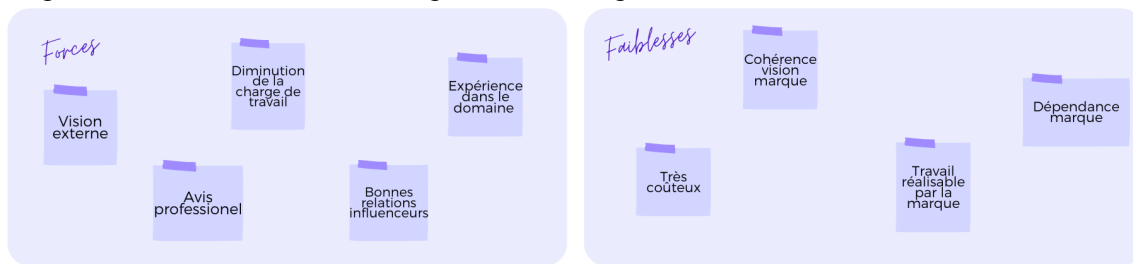 Forces
Vision
externe
Diminution
de la
charge de
travail
Expérience
dans le
domaine
Avis
professionel
Bonnes
relations
influenceurs
Faiblesses
Cohérence
vision
marque
Dépendance
marque
Très
coûteux
Travail
réalisable
par la
marque